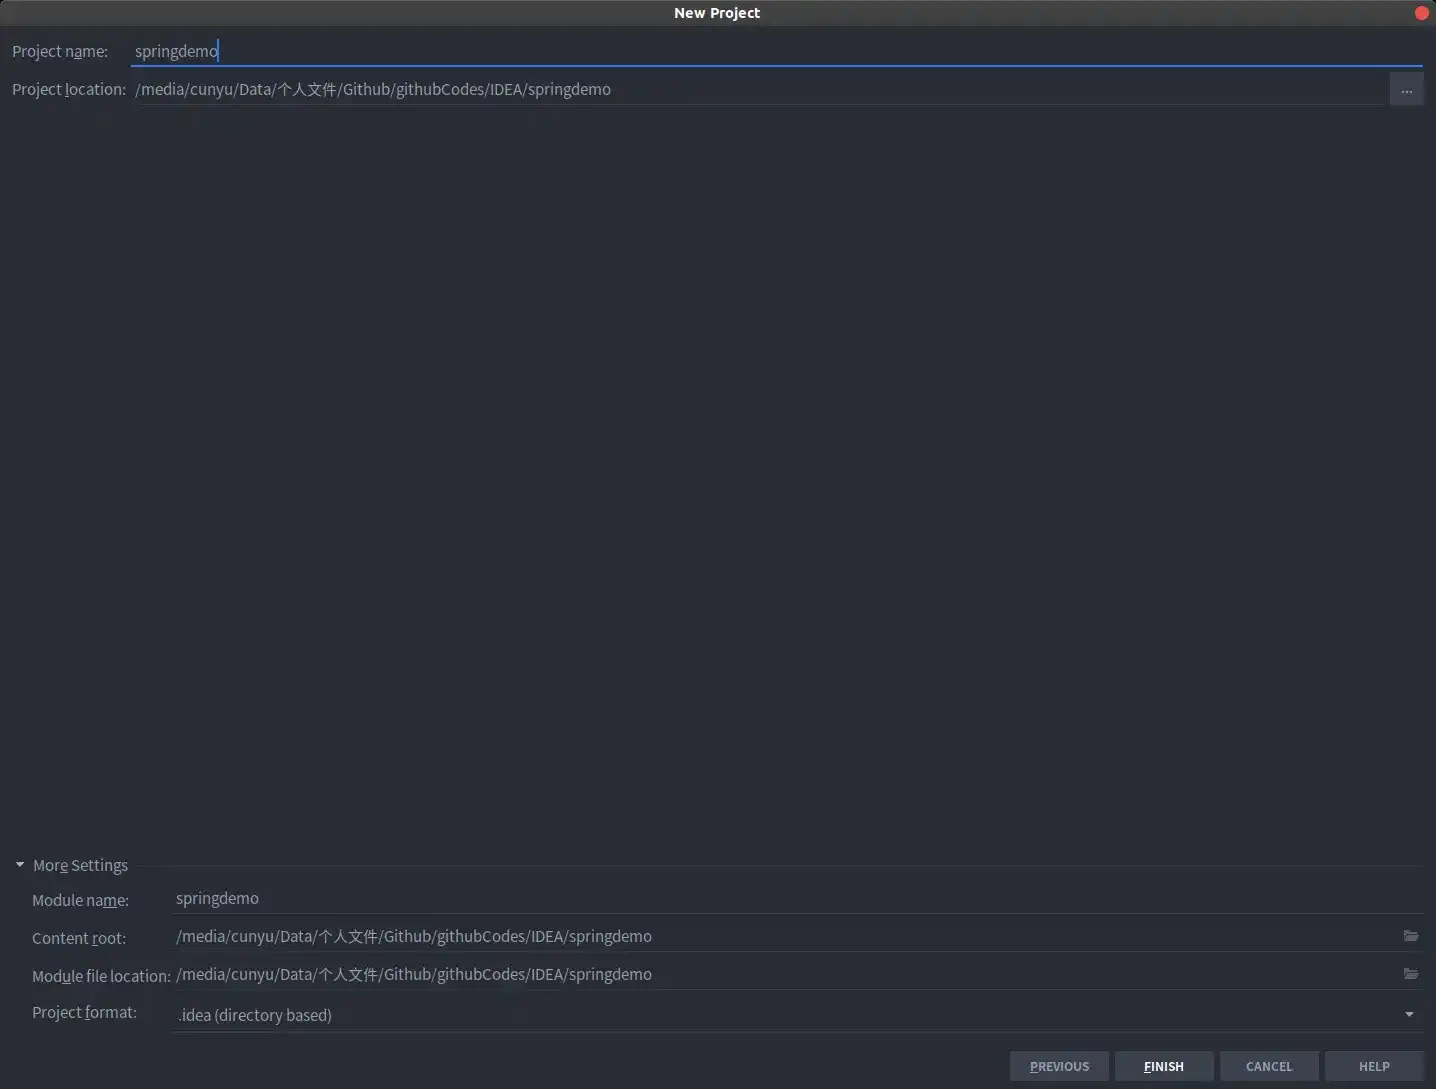 New Project
Project name: springdemo
Project location: /media/cunyu/Data/个人文件/Github/githubCodes/IDEA/springdemo ...
More Settings
Module name: springdemo
Content root: /media/cunyu/Data/个人文件/Github/githubCodes/IDEA/springdemo
Module file location: /media/cunyu/Data/个人文件/Github/githubCodes/IDEA/springdemo
Project format: .idea (directory based)
PREVIOUS FINISH CANCEL HELP